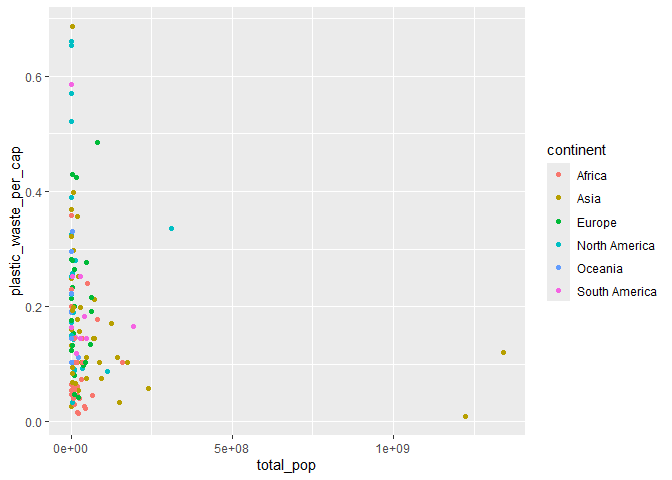 0.6
0.4
0.2
0.0
plastic_waste_per_cap
0e+00
5e+08
1e+09
total_pop
continent
Africa
Asia
Europe
North America
Oceania
South America